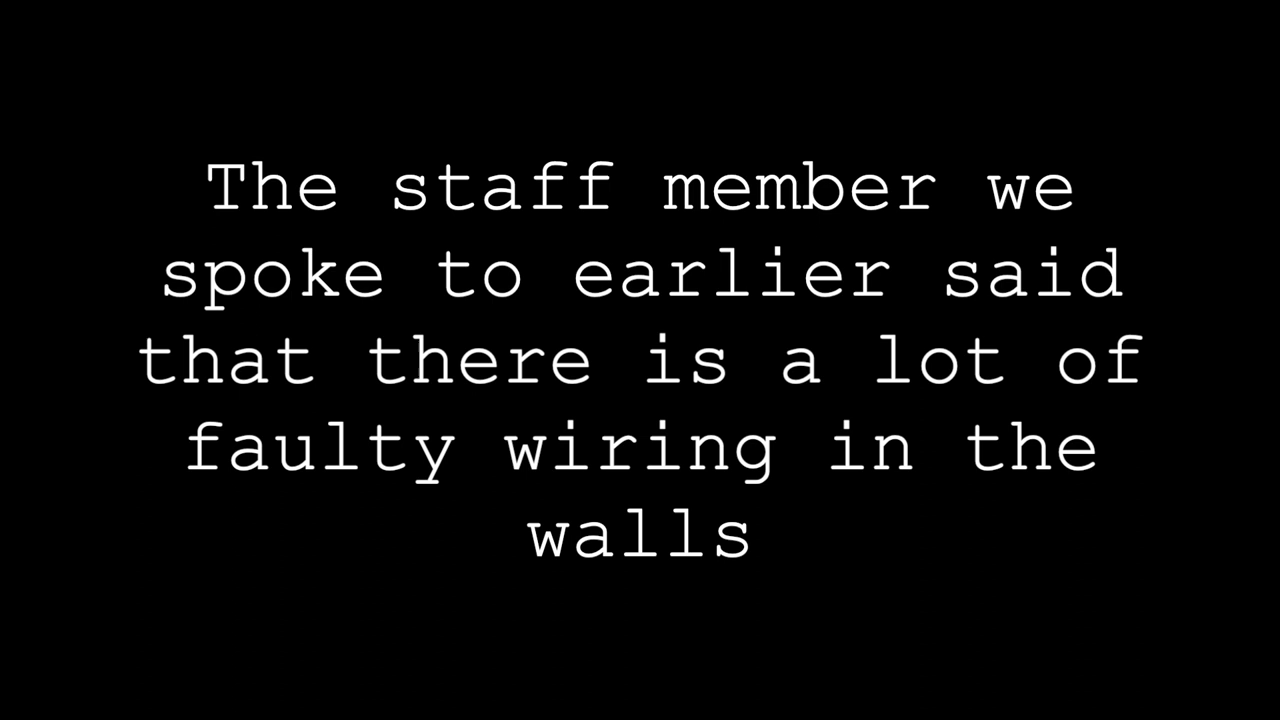 The staff member we
spoke to earlier said
that there is a lot of
faulty wiring in the
walls